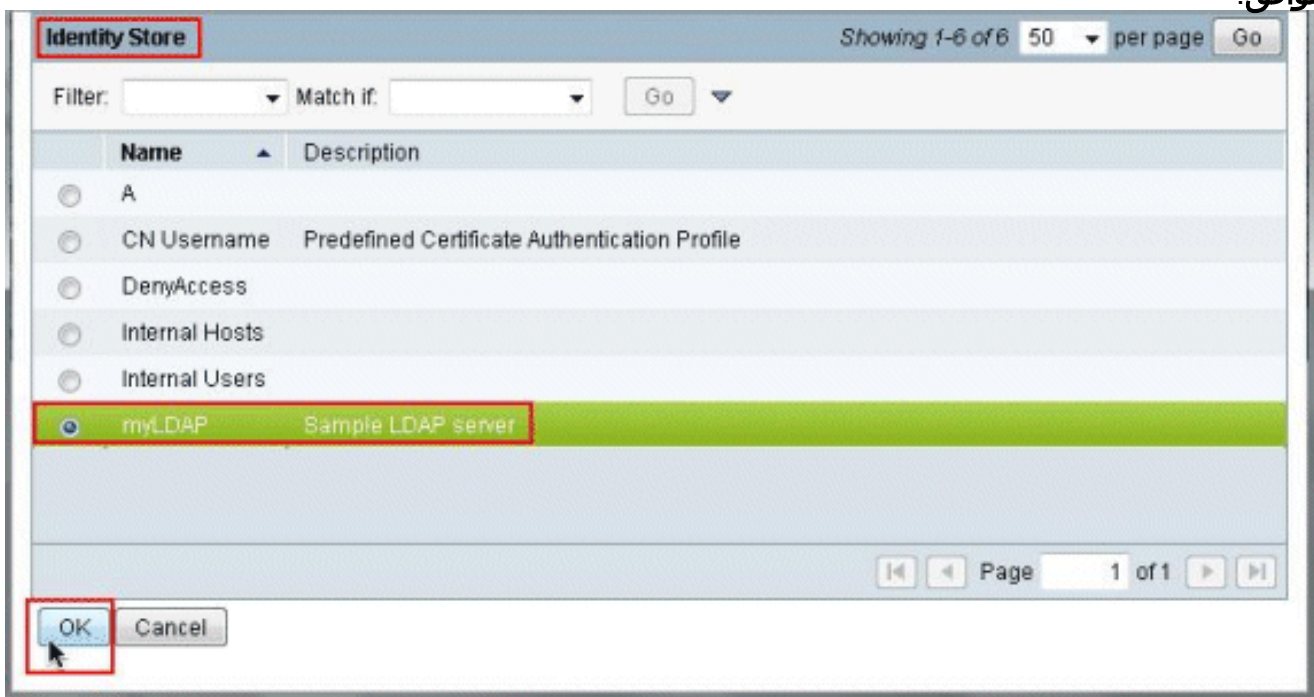 موافق.
Identity Store Showing 1-6 of 6 50 per page Go
Filter: Match if: Go
Name Description
A
CN Username Predefined Certificate Authentication Profile
DenyAccess
Internal Hosts
Internal Users
myLDAP Sample LDAP server
Page 1 of 1
OK Cancel